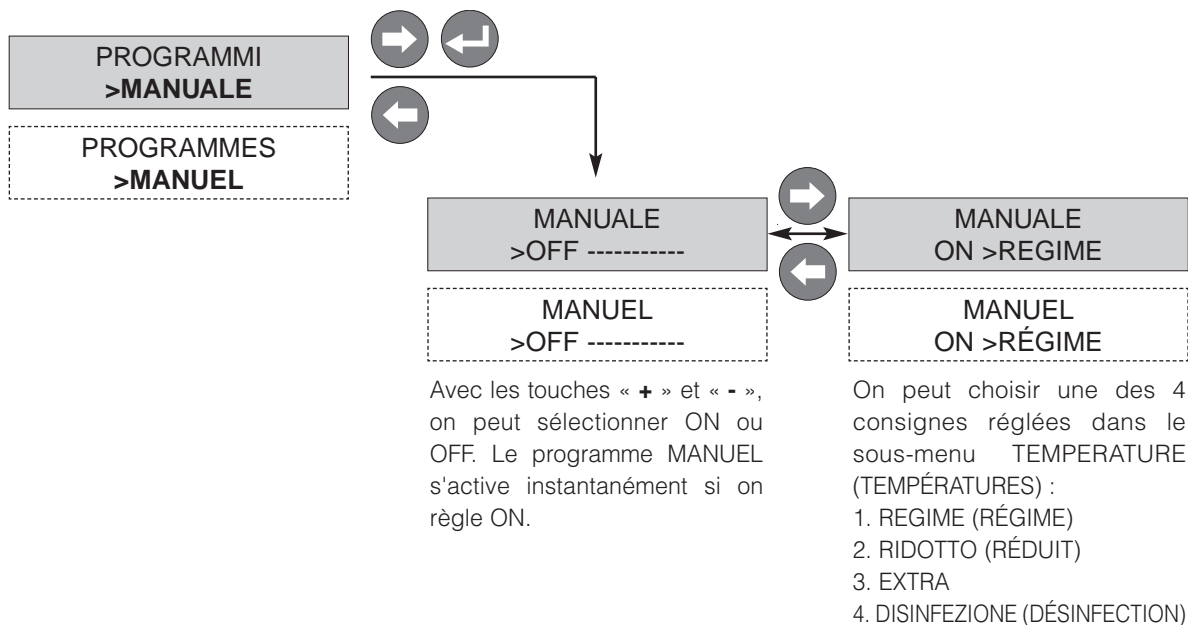 PROGRAMMI
>MANUALE
PROGRAMMES
>MANUEL
MANUALE
>OFF -----------
MANUEL
>OFF -----------
Avec les touches « + » et « - »,
on peut sélectionner ON ou
OFF. Le programme MANUEL
s'active instantanément si on
règle ON.
MANUALE
ON >REGIME
MANUEL
ON >RÉGIME
On peut choisir une des 4
consignes réglées dans le
sous-menu TEMPERATURE
(TEMPÉRATURES) :
1. REGIME (RÉGIME)
2. RIDOTTO (RÉDUIT)
3. EXTRA
4. DISINFEZIONE (DÉSINFECTION)